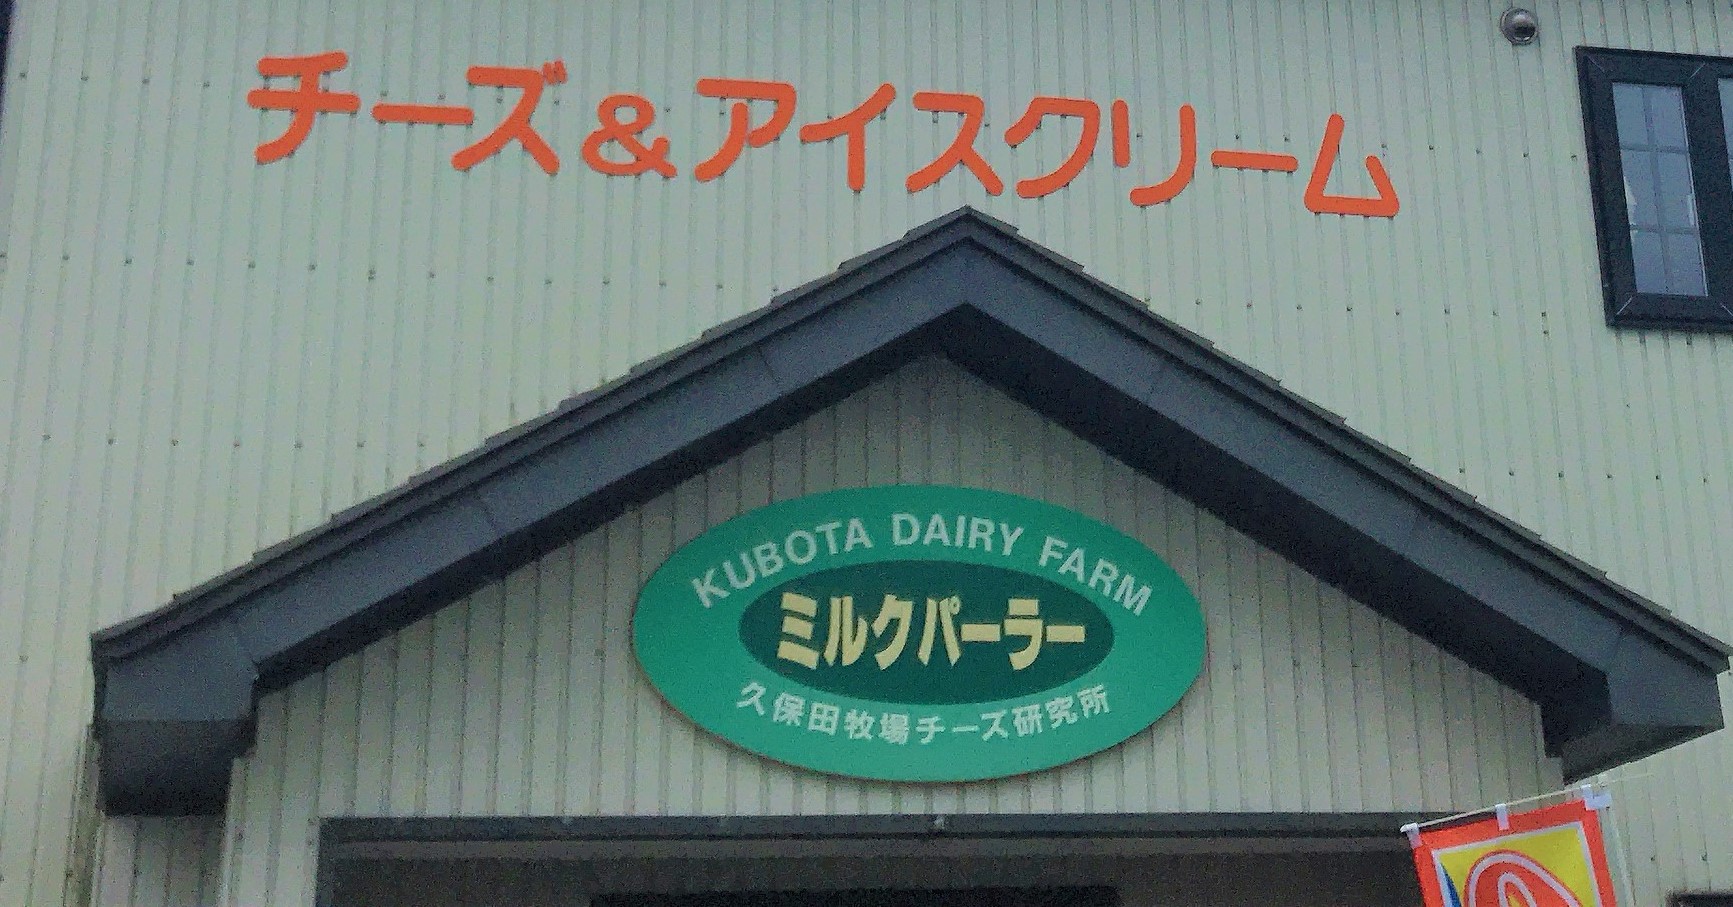 チーズ&アイスクリーム
KUBOTA DAIRY FARM
ミルクパーラー
久保田牧場チーズ研究所